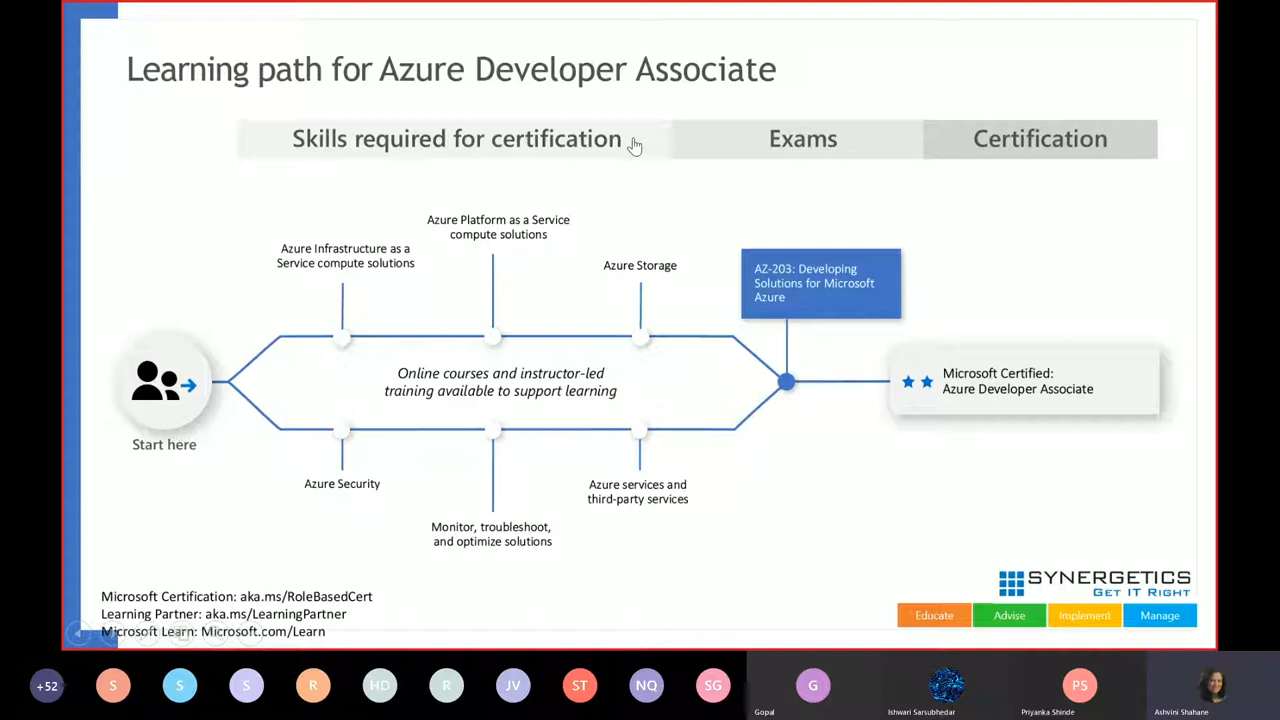 Learning path for Azure Developer Associate
Skills required for certification
Exams
Certification
Azure Platform as a Service
compute solutions
Azure Infrastructure as a
Service compute solutions
Azure Storage
AZ-203: Developing
Solutions for Microsoft
Azure
Online courses and instructor-led
training available to support learning
Microsoft Certified:
Azure Developer Associate
Start here
Azure Security
Azure services and
third-party services
Monitor, troubleshoot,
and optimize solutions
Microsoft Certification: aka.ms/RoleBasedCert
Learning Partner: aka.ms/LearningPartner
Microsoft Learn: Microsoft.com/Learn
SYNERGETICS
GET IT RIGHT
Educate
Advise
Implement
Manage
+52
S
S
S
R
HD
R
JV
ST
NQ
SG
G
PS
Gopal
Ishwari Sarsubhedar
Priyanka Shinde
Ashvini Shahane